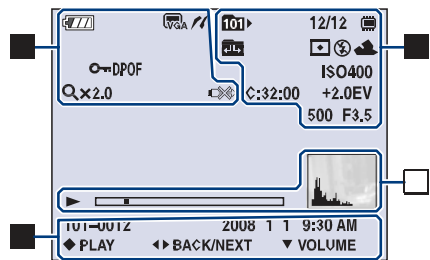 VGA 101 12/12
DPOF
ISO400
×2.0 C:32:00 +2.0EV
500 F3.5
101-0012 2008 1 1 9:30 AM
PLAY BACK/NEXT VOLUME